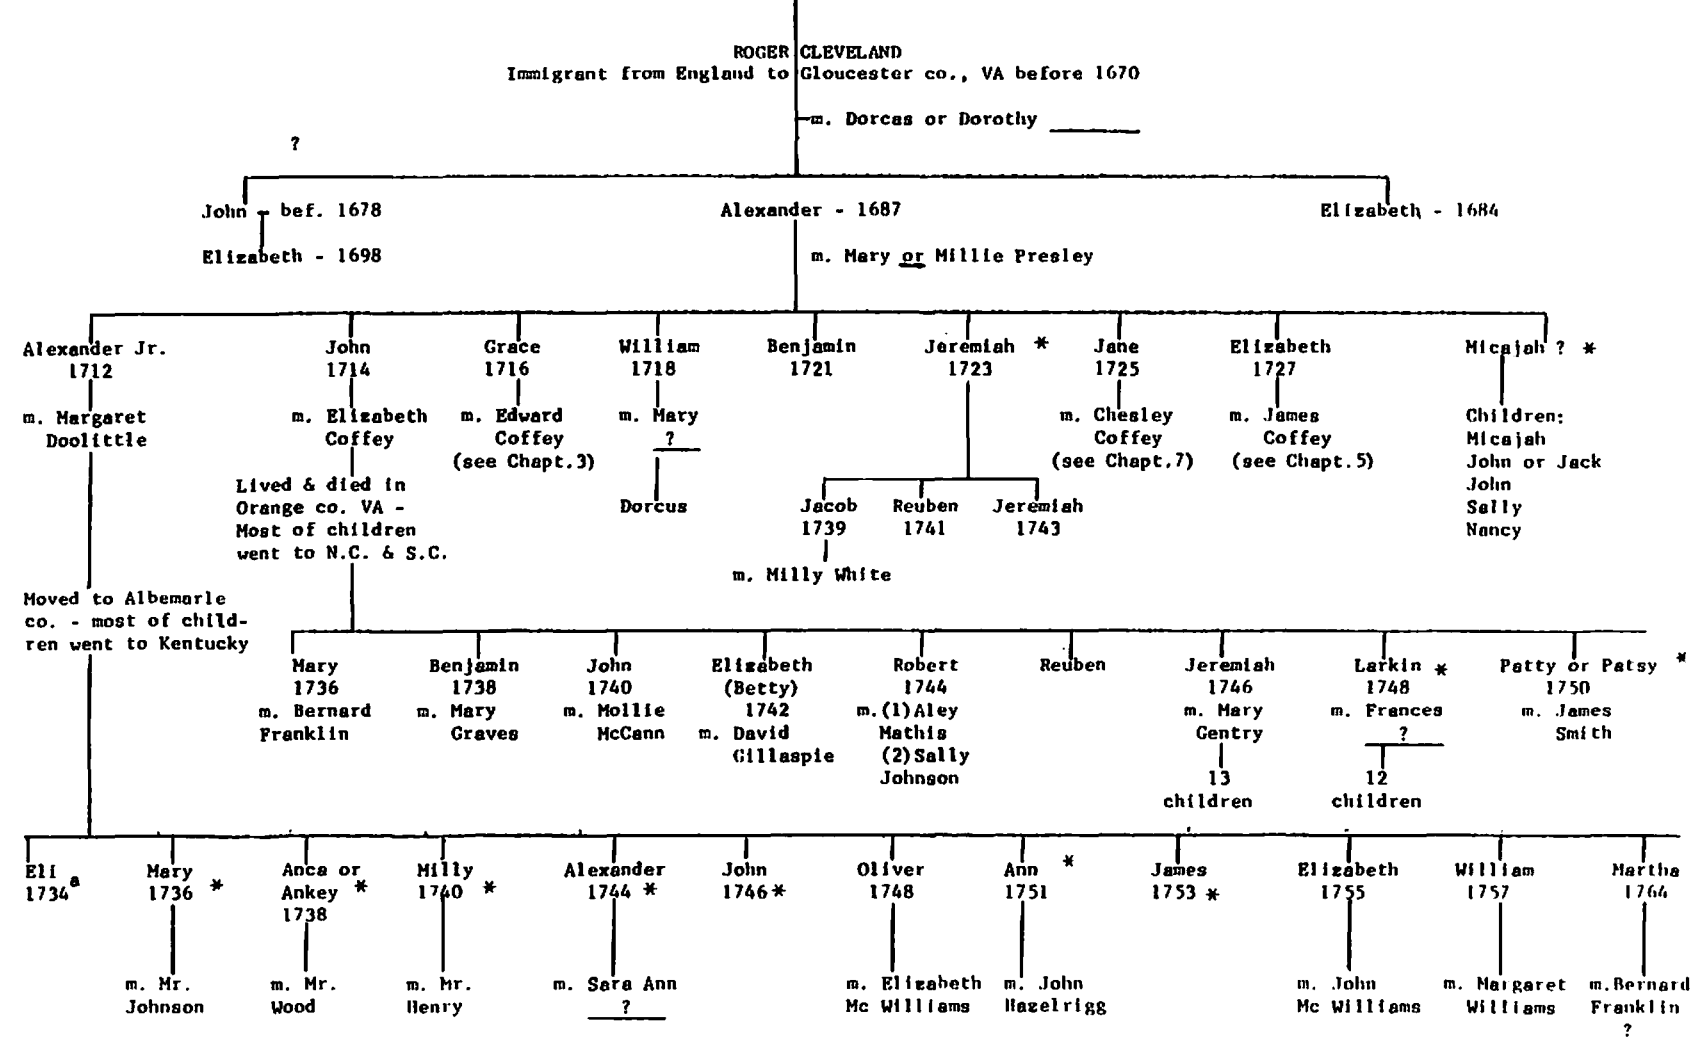 ROGER CLEVELAND
Immigrant from England to Gloucester co., VA before 1670
m. Dorcas or Dorothy
?
John - bef. 1678
Elizabeth - 1698
Alexander - 1687
m. Mary or Millie Presley
Elizabeth - 1684
Alexander Jr.
1712
m. Margaret
Doolittle
Moved to Albemarle
co. - most of child-
ren went to Kentucky
John
1714
m. Elizabeth
Coffey
Lived & died in
Orange co. VA -
Most of children
went to N.C. & S.C.
Grace
1716
m. Edward
Coffey
(see Chapt.3)
William
1718
m. Mary
?
Dorcus
Benjamin
1721
Jeremiah *
1723
Jacob
1739
m. Milly White
Reuben
1741
Jeremiah
1743
Jane
1725
m. Chesley
Coffey
(see Chapt.7)
Elizabeth
1727
m. James
Coffey
(see Chapt.5)
Micajah ? *
Children:
Micajah
John or Jack
John
Sally
Nancy
Mary
1736
m. Bernard
Franklin
Benjamin
1738
m. Mary
Graves
John
1740
m. Mollie
McCann
Elizabeth
(Betty)
1742
m. David
Gillaspie
Robert
1744
m.(1)Aley
Mathis
(2)Sally
Johnson
Reuben
Jeremiah
1746
m. Mary
Gentry
13
children
Larkin *
1748
m. Frances
?
12
children
Patty or Patsy *
1750
m. James
Smith
Eli
1734a
Mary
1736 *
m. Mr.
Johnson
Anca or
Ankey *
1738
m. Mr.
Wood
Milly
1740 *
m. Mr.
Henry
Alexander
1744 *
m. Sara Ann
?
John
1746*
Oliver
1748
m. Elizabeth
Mc Williams
Ann *
1751
m. John
Hazelrigg
James
1753 *
Elizabeth
1755
m. John
Mc Williams
William
1757
m. Margaret
Williams
Martha
1764
m.Bernard
Franklin
?